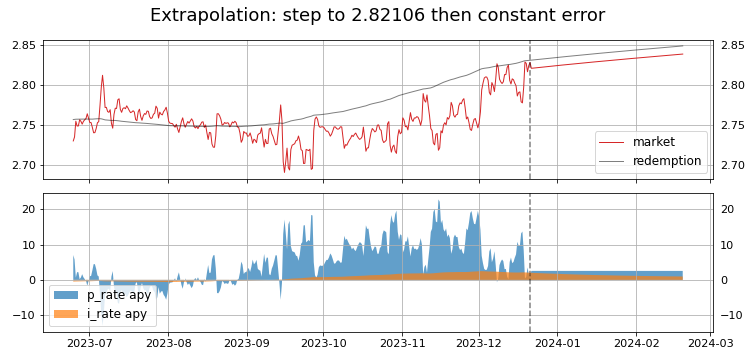 Extrapolation: step to 2.82106 then constant error
2.85 2.85
2.80 2.80
2.75 2.75
2.70 2.70
market
redemption
20 20
10 10
0 0
−10 −10
p_rate apy
i_rate apy
2023-07 2023-08 2023-09 2023-10 2023-11 2023-12 2024-01 2024-02 2024-03